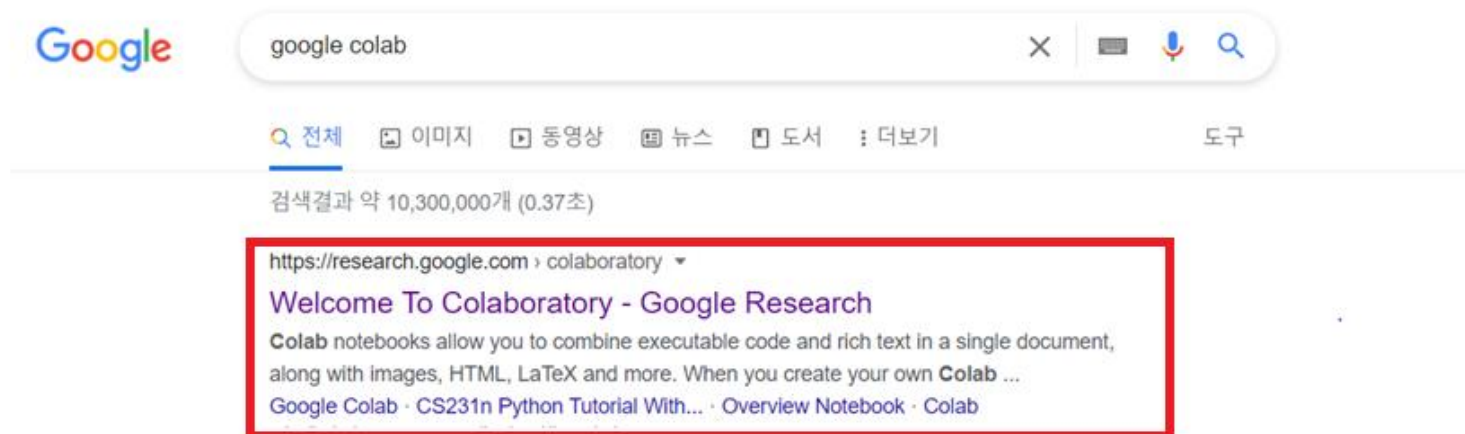 Google
google colab
전체 이미지 동영상 뉴스 도서 더보기 도구
검색결과 약 10,300,000개 (0.37초)
https://research.google.com › colaboratory
Welcome To Colaboratory - Google Research
Colab notebooks allow you to combine executable code and rich text in a single document,
along with images, HTML, LaTeX and more. When you create your own Colab ...
Google Colab · CS231n Python Tutorial With... · Overview Notebook · Colab